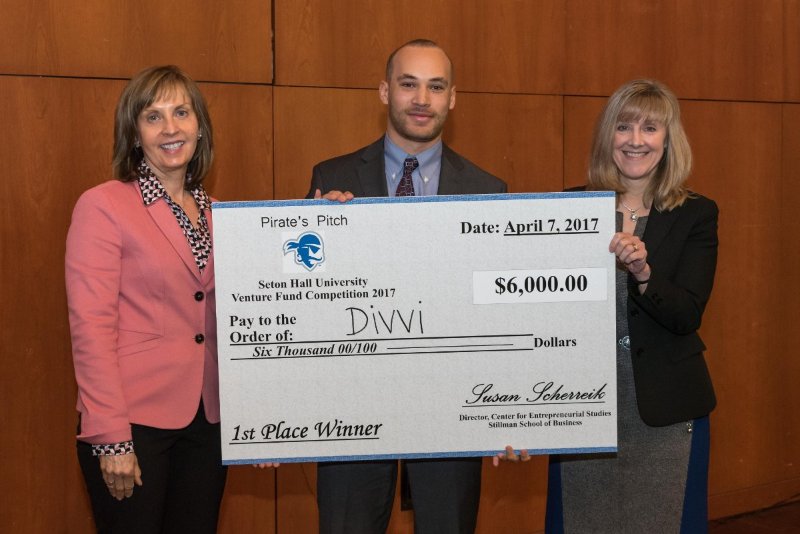 Pirate's Pitch
Date: April 7, 2017
Seton Hall University
Venture Fund Competition 2017
$6,000.00
Pay to the
Order of: Divvi
Six Thousand 00/100 Dollars
Susan Scherreik
Director, Center for Entrepreneurial Studies
Stillman School of Business
1st Place Winner